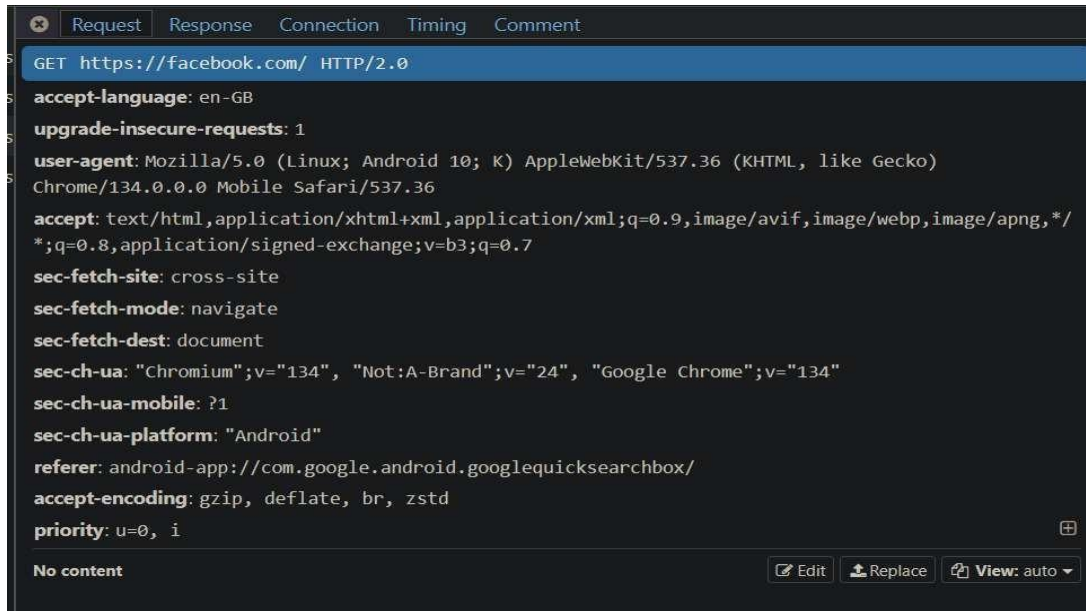 Request Response Connection Timing Comment
GET https://facebook.com/ HTTP/2.0
accept-language: en-GB
upgrade-insecure-requests: 1
user-agent: Mozilla/5.0 (Linux; Android 10; K) AppleWebKit/537.36 (KHTML, like Gecko)
Chrome/134.0.0.0 Mobile Safari/537.36
accept: text/html,application/xhtml+xml,application/xml;q=0.9,image/avif,image/webp,image/apng,*/
*;q=0.8,application/signed-exchange;v=b3;q=0.7
sec-fetch-site: cross-site
sec-fetch-mode: navigate
sec-fetch-dest: document
sec-ch-ua: "Chromium";v="134", "Not:A-Brand";v="24", "Google Chrome";v="134"
sec-ch-ua-mobile: ?1
sec-ch-ua-platform: "Android"
referer: android-app://com.google.android.googlequicksearchbox/
accept-encoding: gzip, deflate, br, zstd
priority: u=0, i
No content Edit Replace View: auto